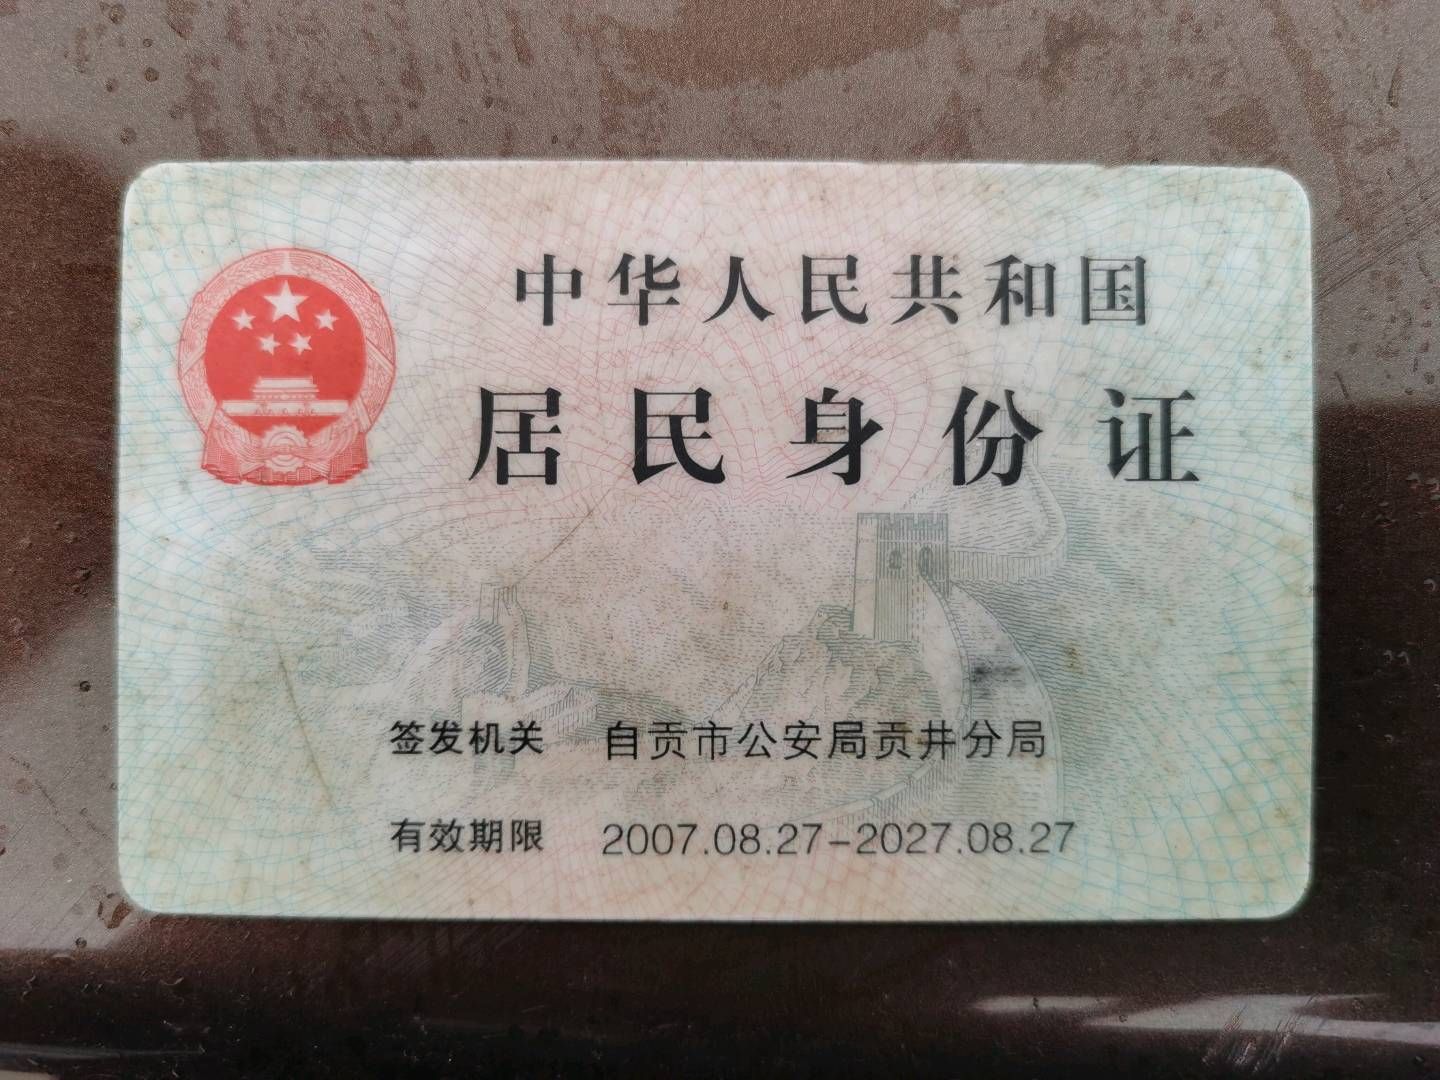 中华人民共和国
居民身份证
签发机关 自贡市公安局贡井分局
有效期限 2007.08.27-2027.08.27